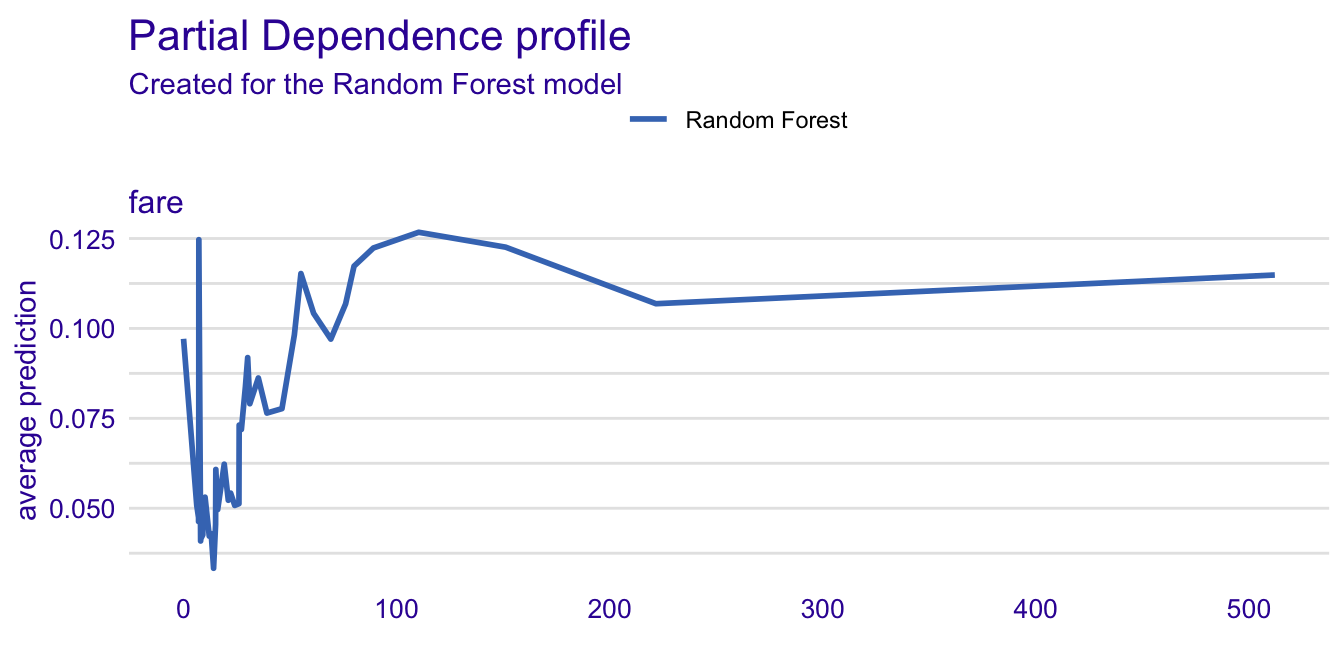 Partial Dependence profile
Created for the Random Forest model
Random Forest
fare
average prediction
0.125
0.100
0.075
0.050
0 100 200 300 400 500